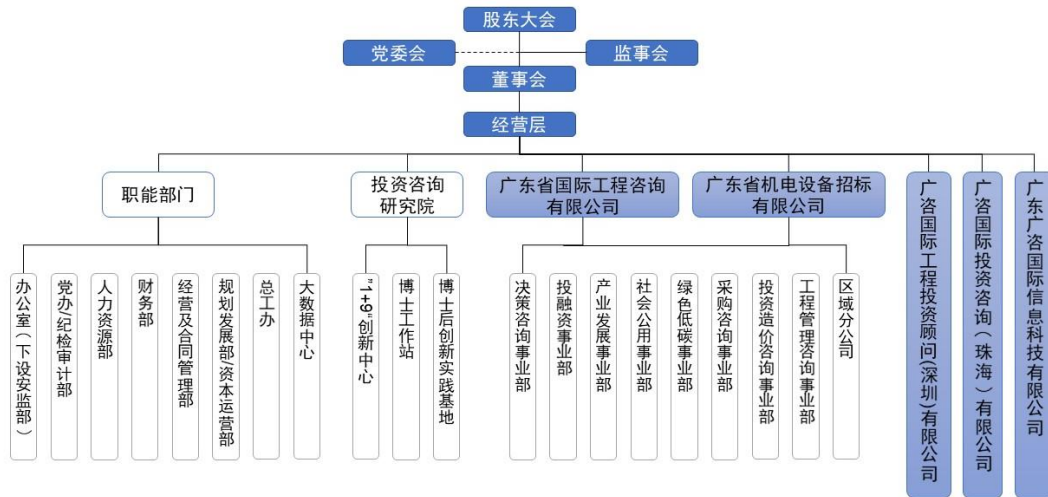 股东大会
党委会
监事会
董事会
经营层
职能部门
投资咨询
研究院
广东省国际工程咨询
有限公司
广东省机电设备招标
有限公司
广咨国际工程投资顾问(深圳)有限公司
广咨国际投资咨询（珠海）有限公司
广东广咨国际信息科技有限公司
办公室（下设安监部）
党办/纪检审计部
人力资源部
财务部
经营及合同管理部
规划发展部/资本运营部
总工办
大数据中心
"1+9"创新中心
博士工作站
博士后创新实践基地
决策咨询事业部
投融资事业部
产业发展事业部
社会公用事业部
绿色低碳事业部
采购咨询事业部
投资造价咨询事业部
工程管理咨询事业部
区域分公司